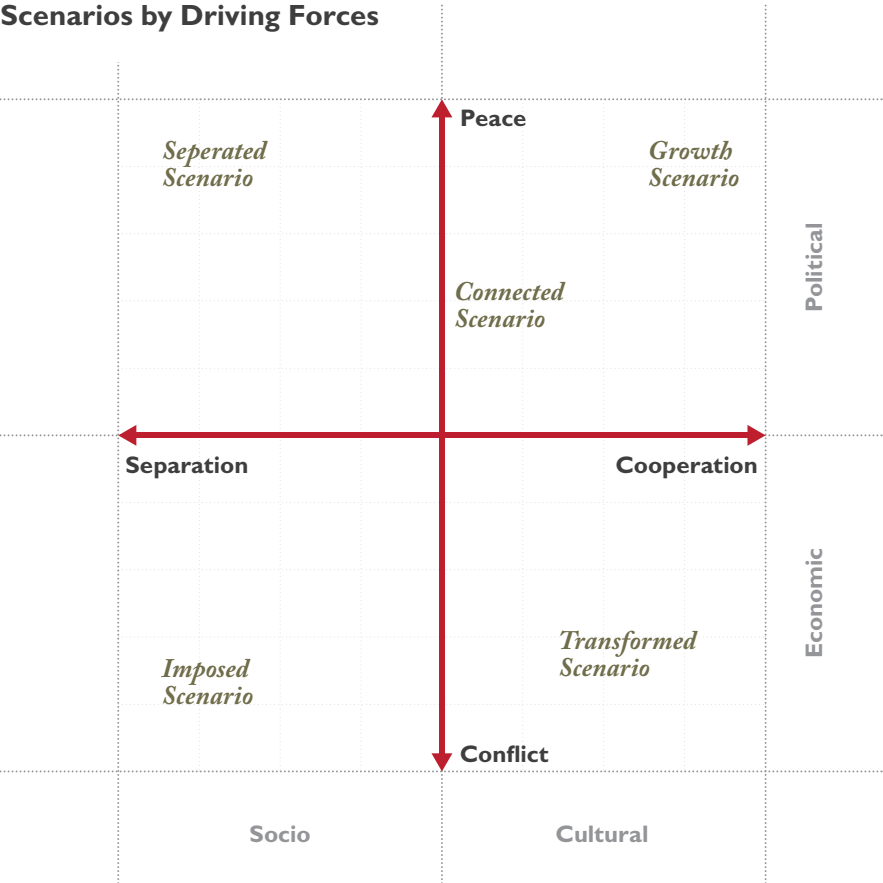 Scenarios by Driving Forces
Peace
Seperated
Scenario
Growth
Scenario
Political
Connected
Scenario
Separation
Cooperation
Economic
Imposed
Scenario
Transformed
Scenario
Conflict
Socio
Cultural